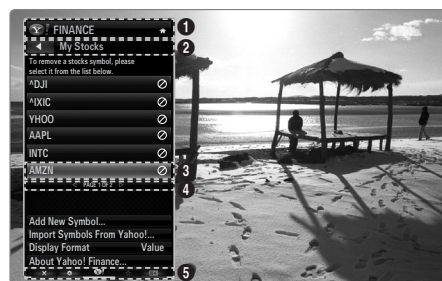 Y! FINANCE
1
My Stocks
2
To remove a stocks symbol, please
select it from the list below.
^DJI
^IXIC
YHOO
AAPL
INTC
AMZN
3
PAGE 1 OF 2
4
Add New Symbol...
Import Symbols From Yahoo!...
Display Format Value
About Yahoo! Finance...
5